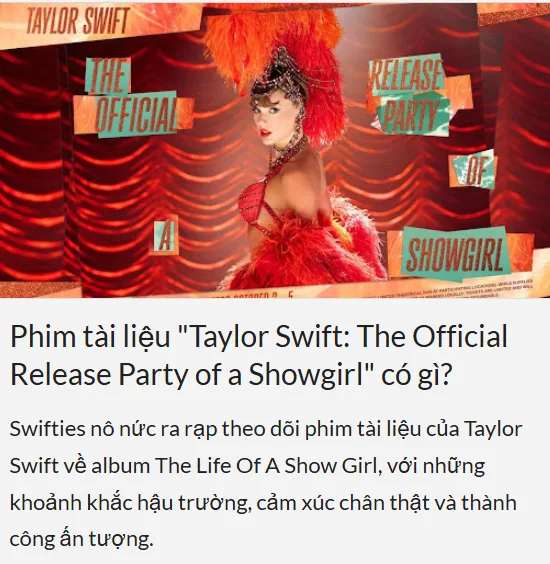 TAYLOR SWIFT
THE
OFFICIAL
RELEASE
PARTY
OF
A
SHOWGIRL
Phim tài liệu "Taylor Swift: The Official
Release Party of a Showgirl" có gì?
Swifties nô nức ra rạp theo dõi phim tài liệu của Taylor
Swift về album The Life Of A Show Girl, với những
khoảnh khắc hậu trường, cảm xúc chân thật và thành
công ấn tượng.